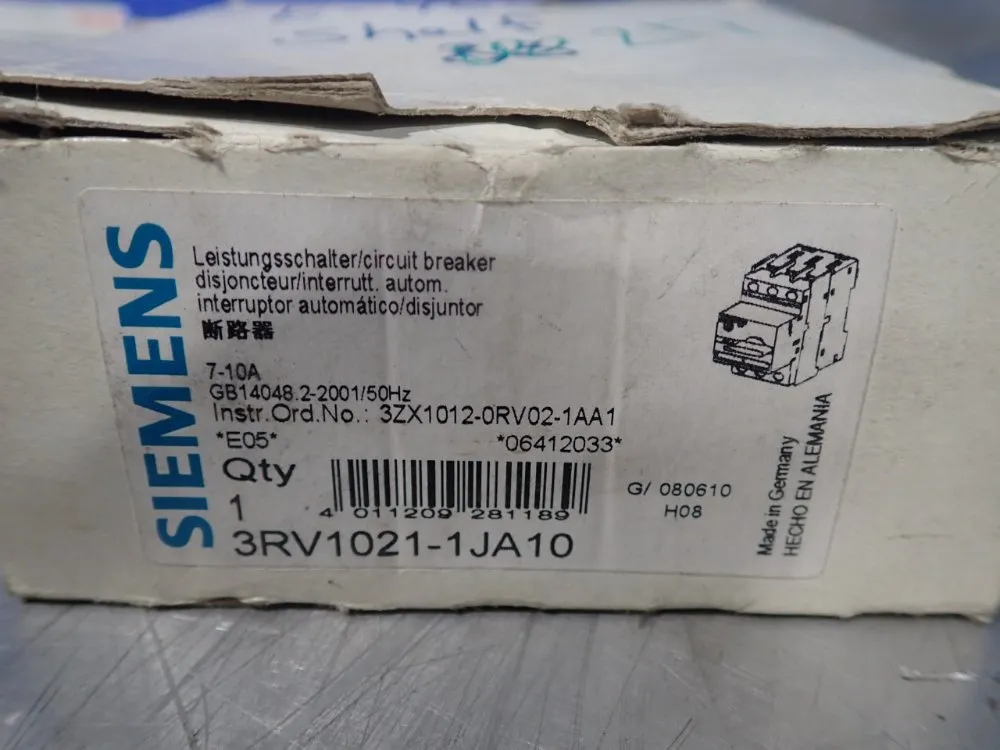 Shelf
SIEMENS
Leistungsschalter/circuit breaker
disjoncteur/interrutt. autom.
interruptor automático/disjuntor
断路器
7-10A
GB14048.2-2001/50Hz
Instr.Ord.No.: 3ZX1012-0RV02-1AA1
*E05* *06412033*
Qty
1
4 011209 281189
3RV1021-1JA10
G/ 080610
H08
Made in Germany
HECHO EN ALEMANIA